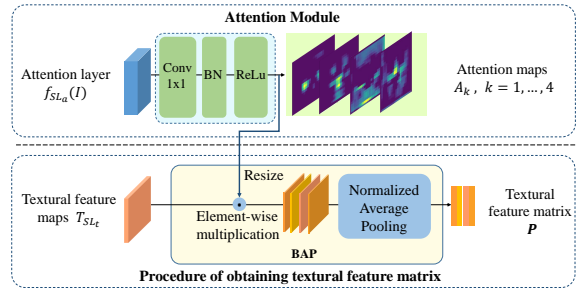 Attention Module
Attention layer
f_{SL_a}(I)
Conv
1x1
BN
ReLu
Attention maps
A_k , k = 1, ... , 4
Resize
Textural feature
maps T_{SL_t}
Element-wise
multiplication
Normalized
Average
Pooling
BAP
Textural
feature matrix
P
Procedure of obtaining textural feature matrix